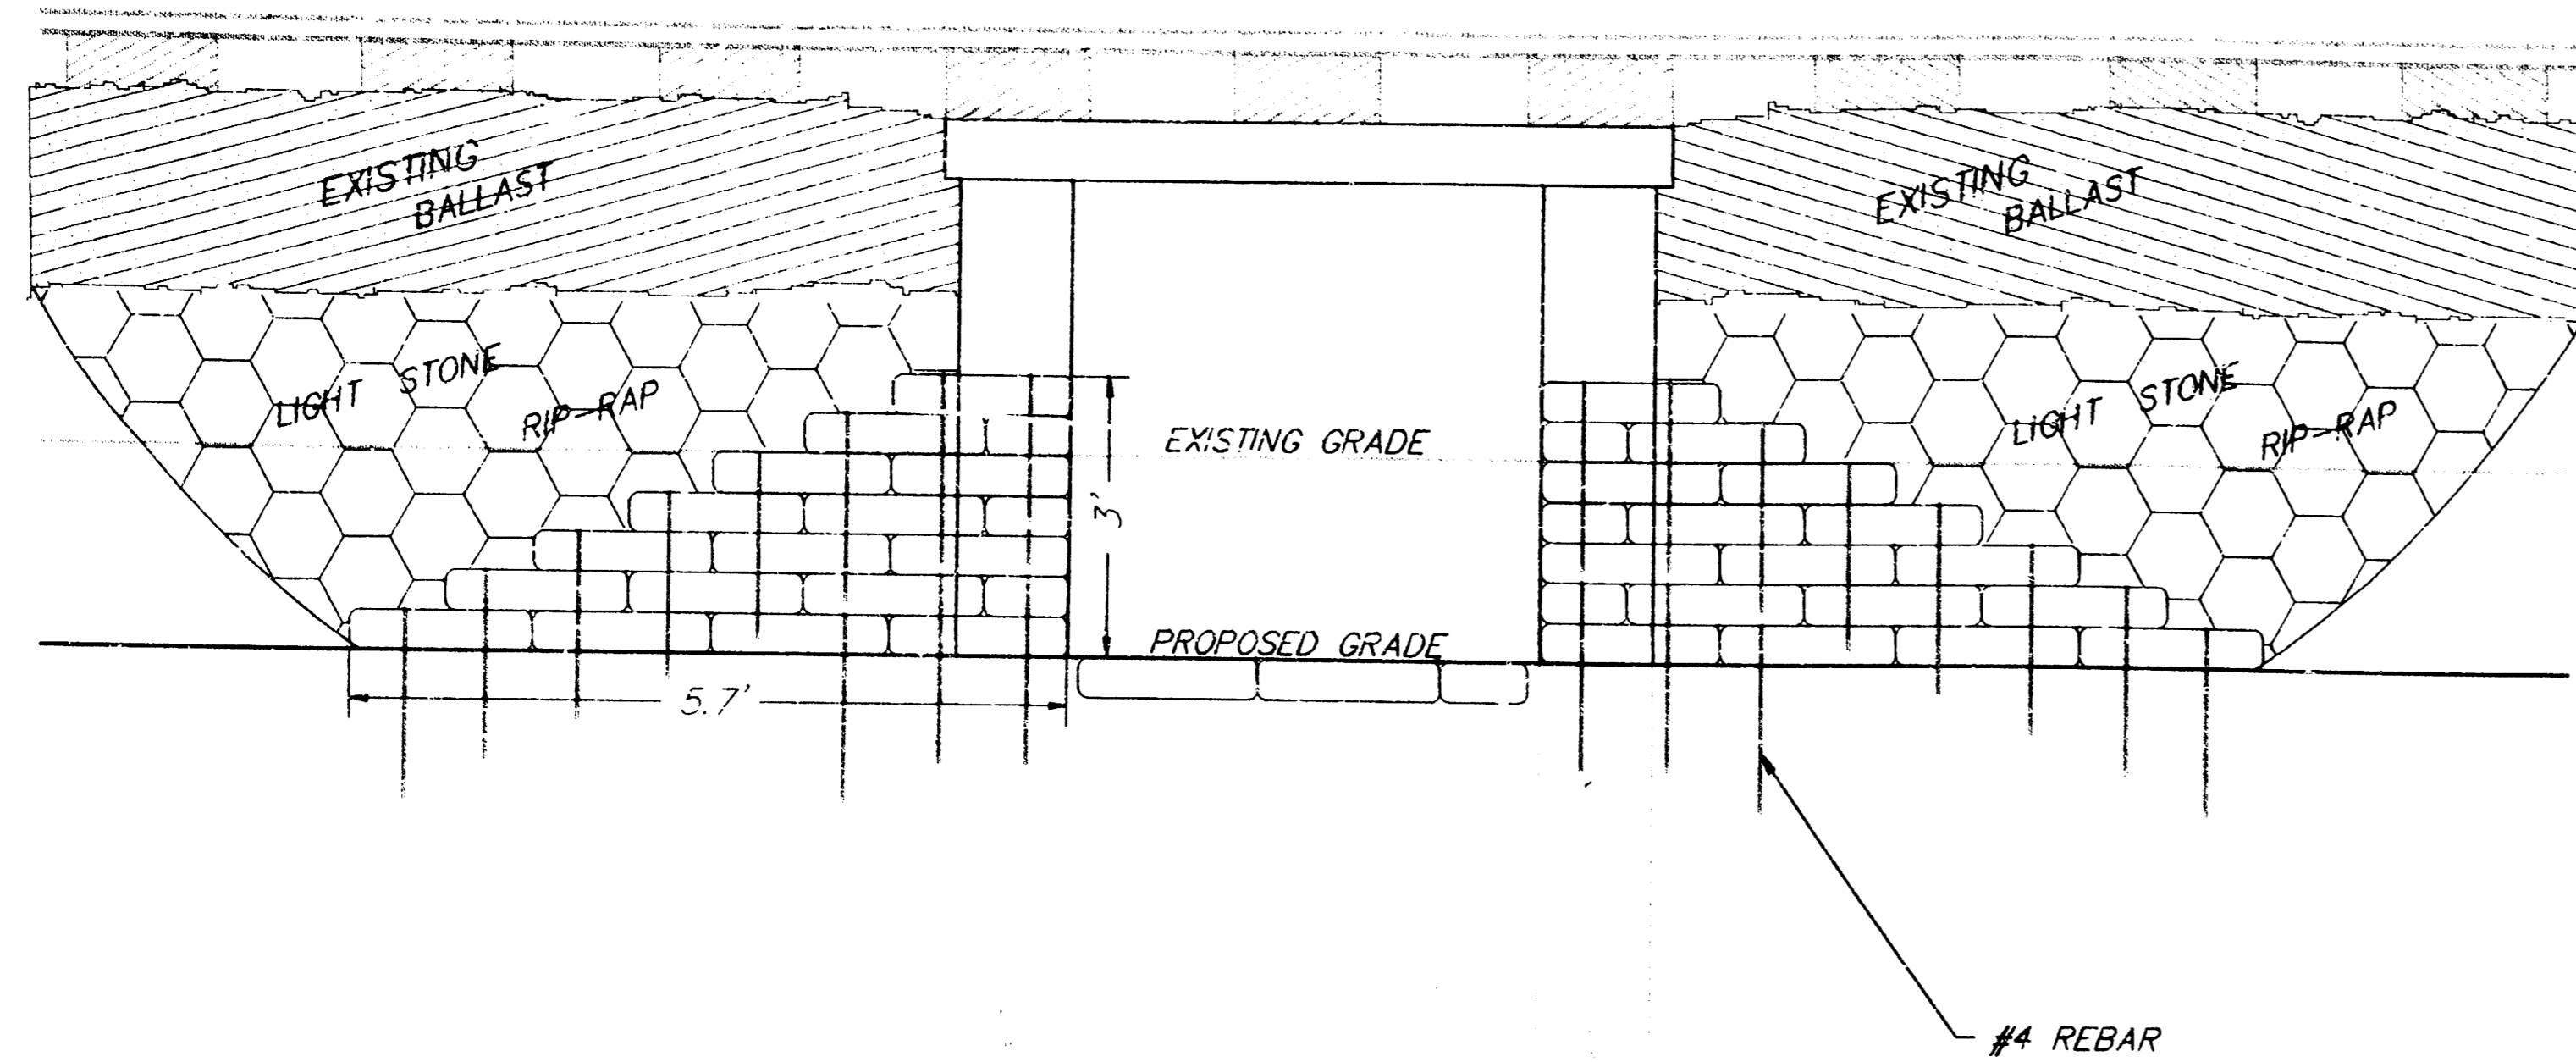 EXISTING
BALLAST
EXISTING
BALLAST
LIGHT STONE
RIP-RAP
LIGHT STONE
RIP-RAP
EXISTING GRADE
3'
PROPOSED GRADE
5.7'
#4 REBAR